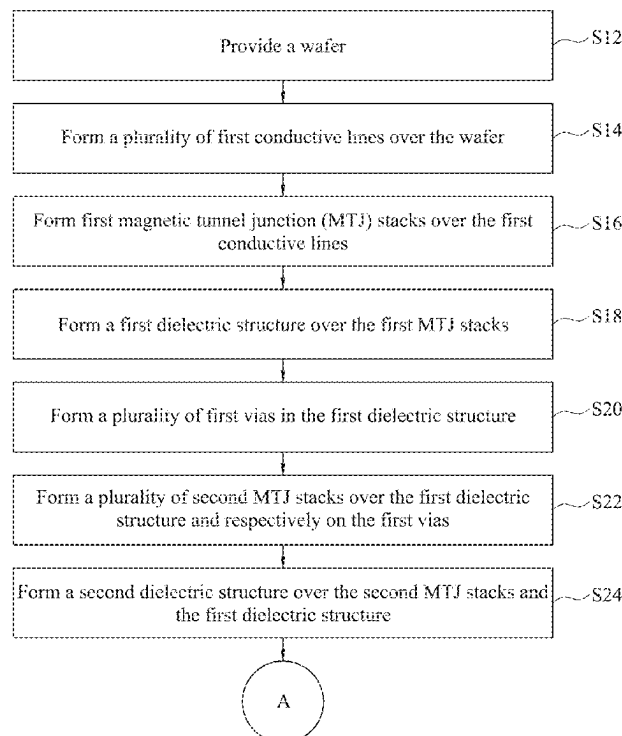 Provide a wafer
S12
Form a plurality of first conductive lines over the wafer
S14
Form first magnetic tunnel junction (MTJ) stacks over the first
conductive lines
S16
Form a first dielectric structure over the first MTJ stacks
S18
Form a plurality of first vias in the first dielectric structure
S20
Form a plurality of second MTJ stacks over the first dielectric
structure and respectively on the first vias
S22
Form a second dielectric structure over the second MTJ stacks and
the first dielectric structure
S24
A